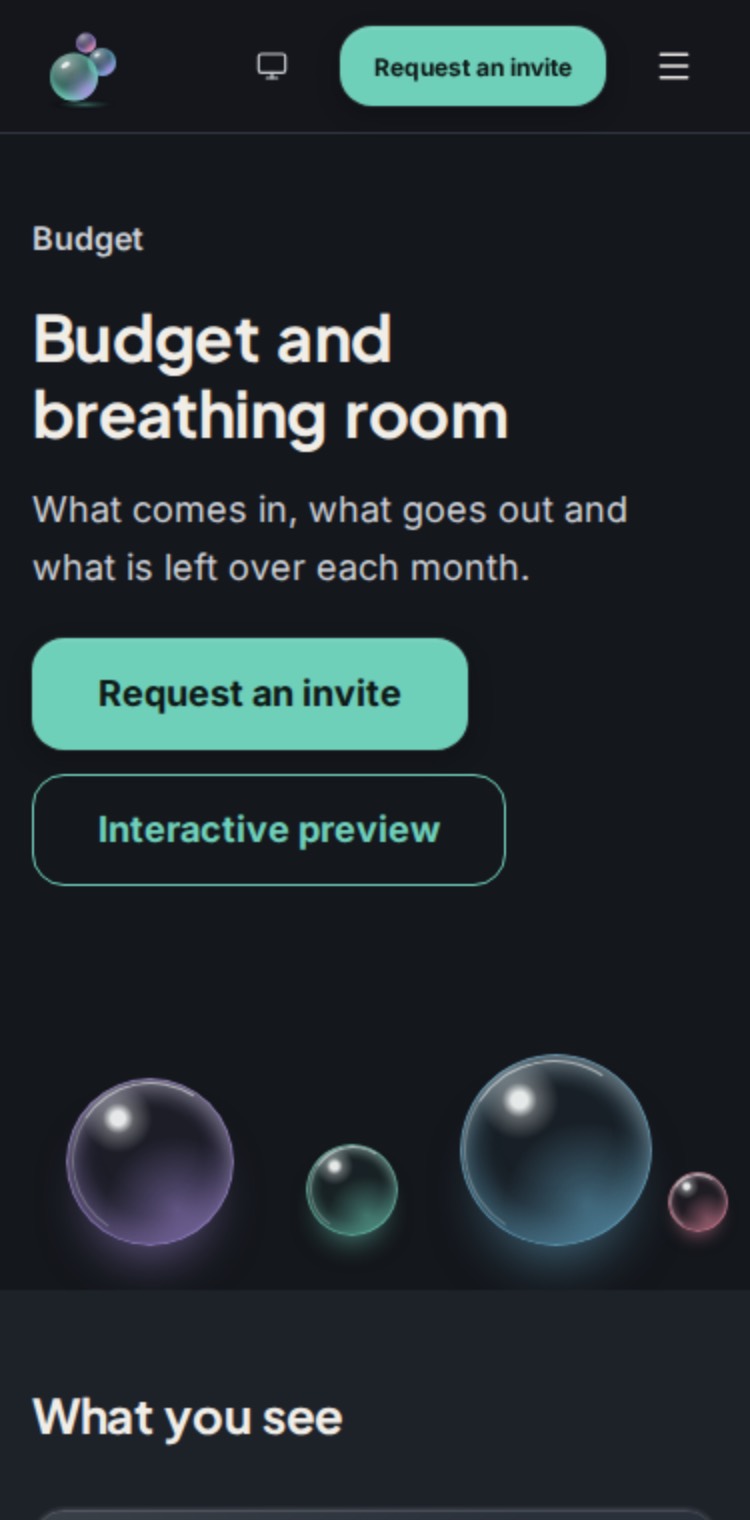 Request an invite
Budget
Budget and
breathing room
What comes in, what goes out and
what is left over each month.
Request an invite
Interactive preview
What you see